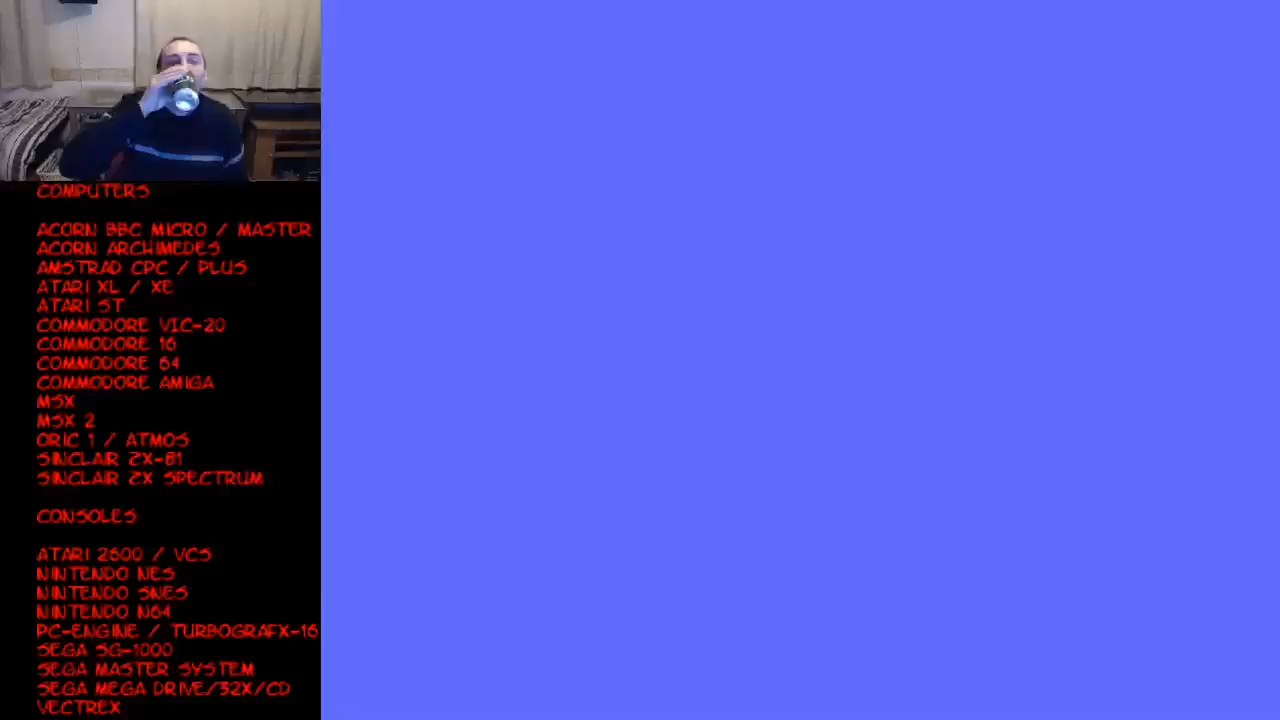 COMPUTERS
ACORN BBC MICRO / MASTER
ACORN ARCHIMEDES
AMSTRAD CPC / PLUS
ATARI XL / XE
ATARI ST
COMMODORE VIC-20
COMMODORE 16
COMMODORE 64
COMMODORE AMIGA
MSX
MSX 2
ORIC 1 / ATMOS
SINCLAIR ZX-81
SINCLAIR ZX SPECTRUM
CONSOLES
ATARI 2600 / VCS
NINTENDO NES
NINTENDO SNES
NINTENDO N64
PC-ENGINE / TURBOGRAFX-16
SEGA SG-1000
SEGA MASTER SYSTEM
SEGA MEGA DRIVE/32X/CD
VECTREX